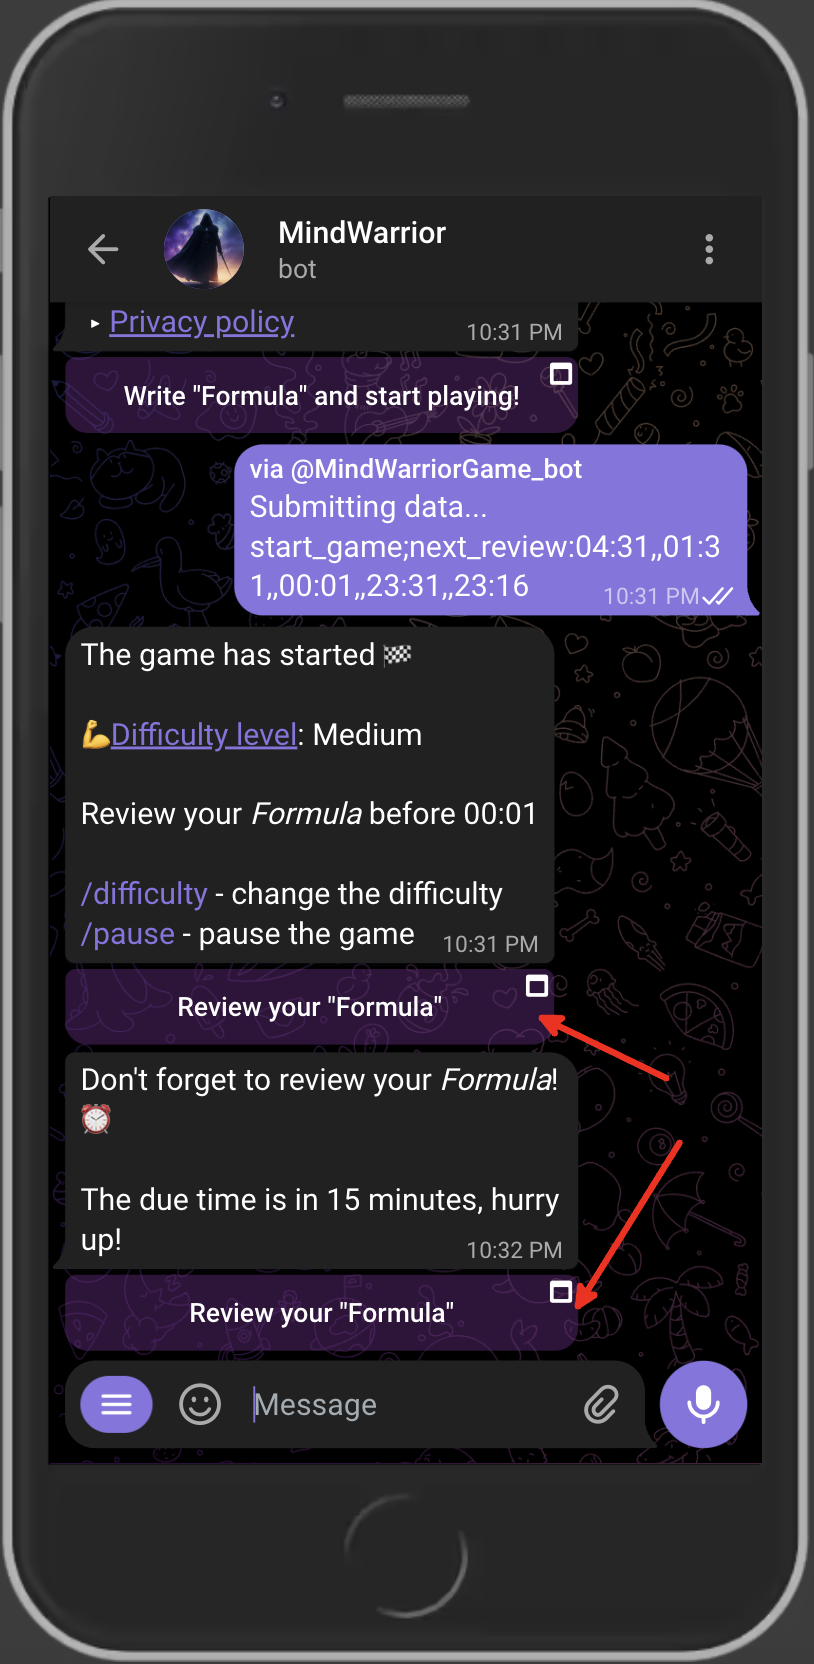 MindWarrior
bot
▸ Privacy policy
10:31 PM
Write "Formula" and start playing!
via @MindWarriorGame_bot
Submitting data...
start_game;next_review:04:31,,01:3
1,,00:01,,23:31,,23:16
10:31 PM
The game has started 🏁
💪Difficulty level: Medium
Review your Formula before 00:01
/difficulty - change the difficulty
/pause - pause the game
10:31 PM
Review your "Formula"
Don't forget to review your Formula!
⏰
The due time is in 15 minutes, hurry
up!
10:32 PM
Review your "Formula"
Message